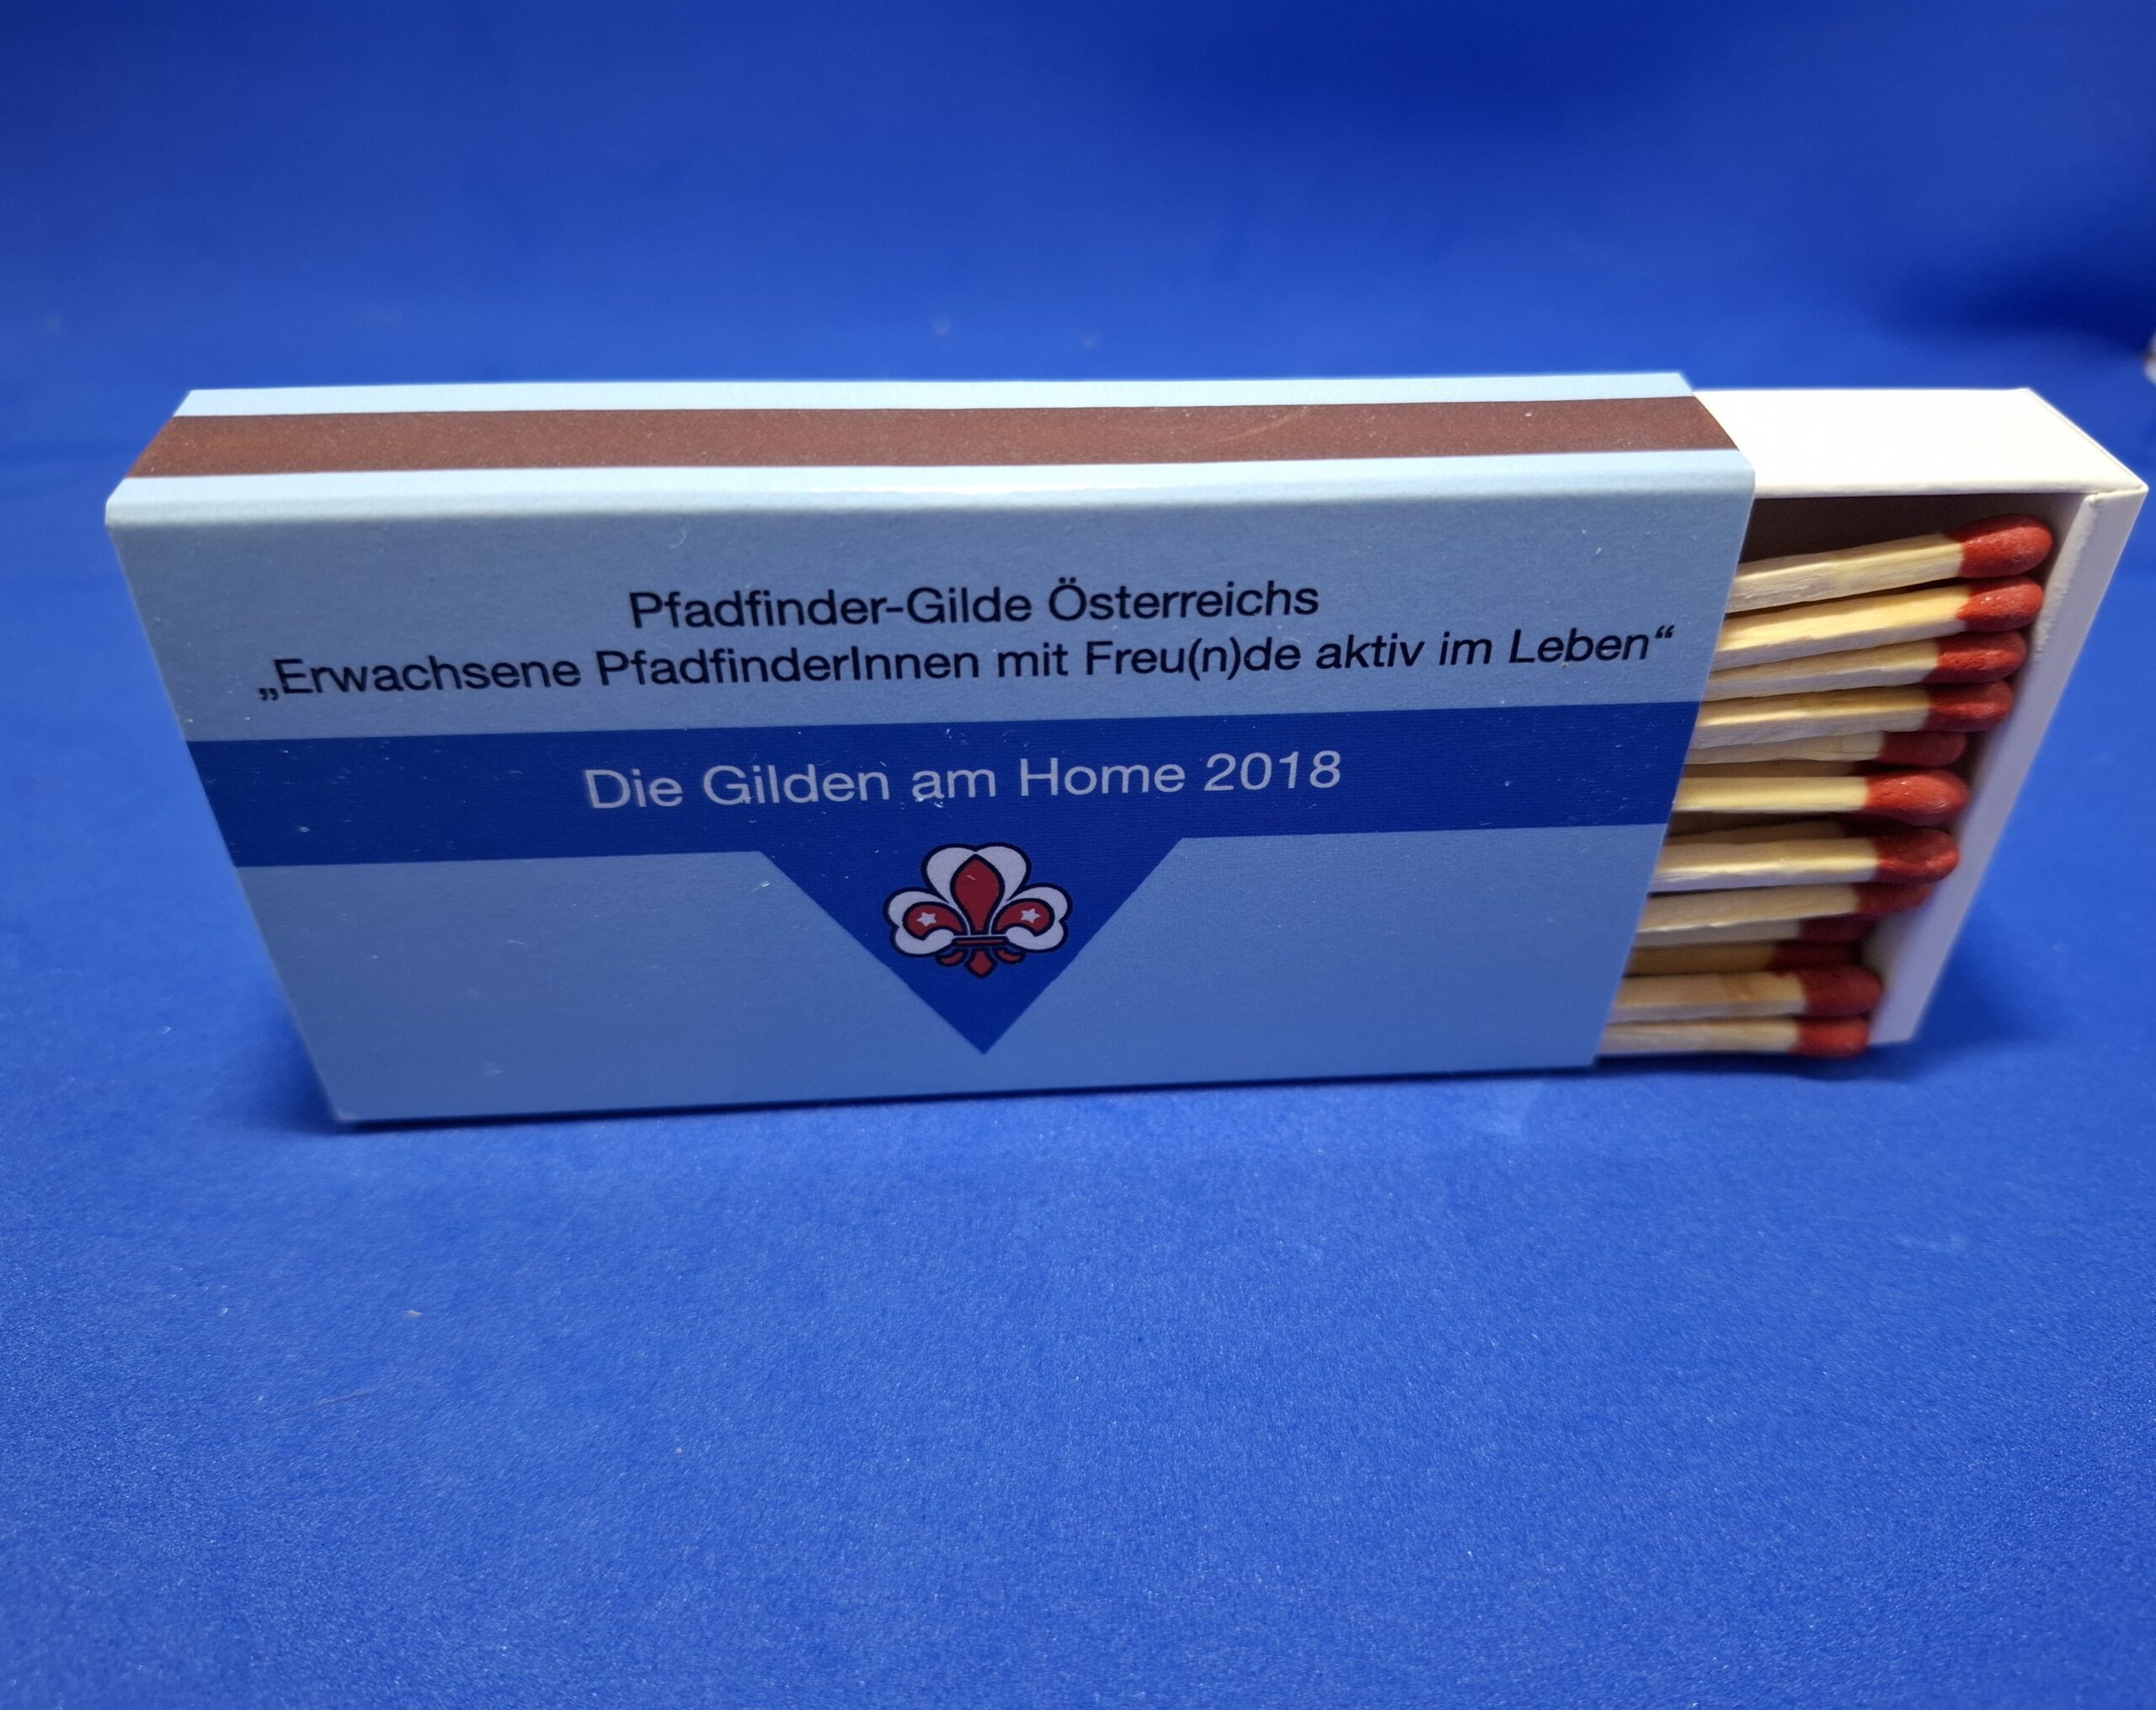 Pfadfinder-Gilde Österreichs
„Erwachsene PfadfinderInnen mit Freu(n)de aktiv im Leben“
Die Gilden am Home 2018